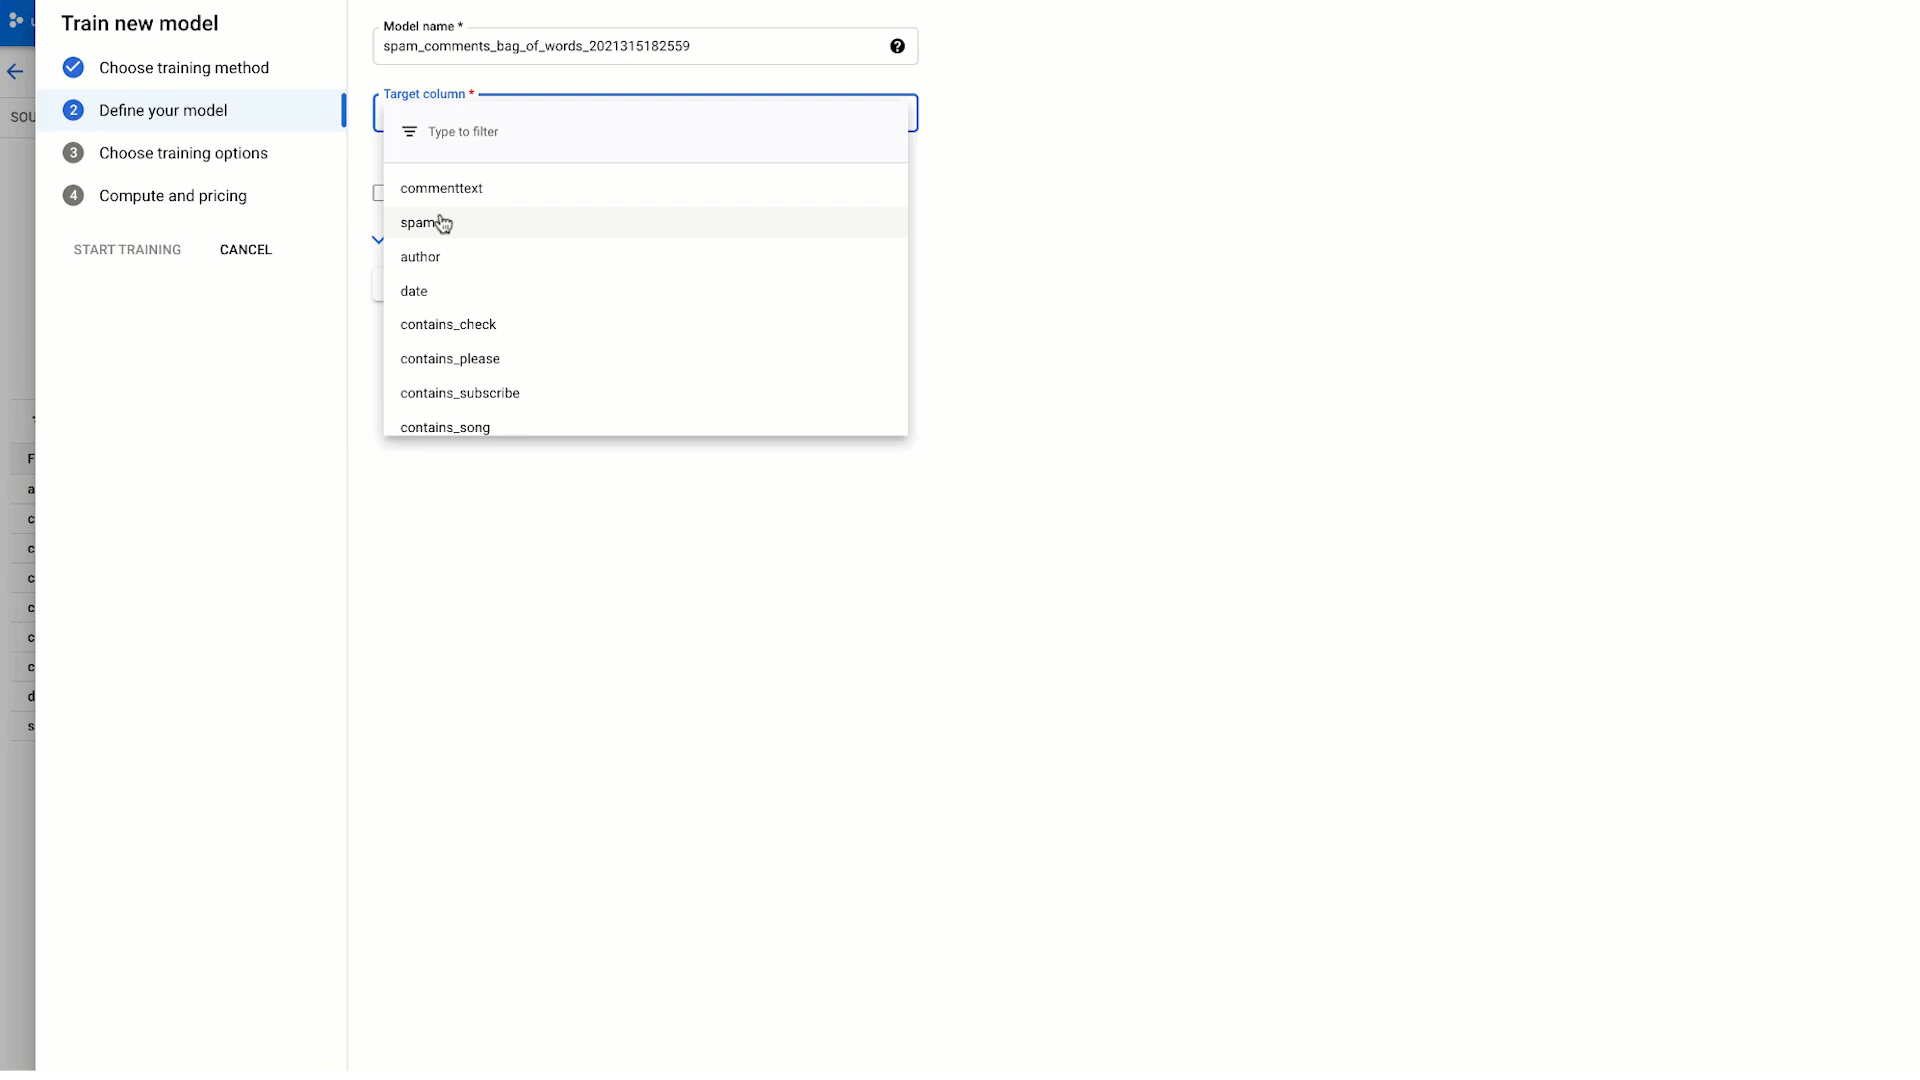 Train new model
Choose training method
2 Define your model
3 Choose training options
4 Compute and pricing
START TRAINING CANCEL
Model name *
spam_comments_bag_of_words_2021315182559
Target column *
Type to filter
commenttext
spam
author
date
contains_check
contains_please
contains_subscribe
contains_song
SOU
F
a
c
c
c
c
c
c
d
s